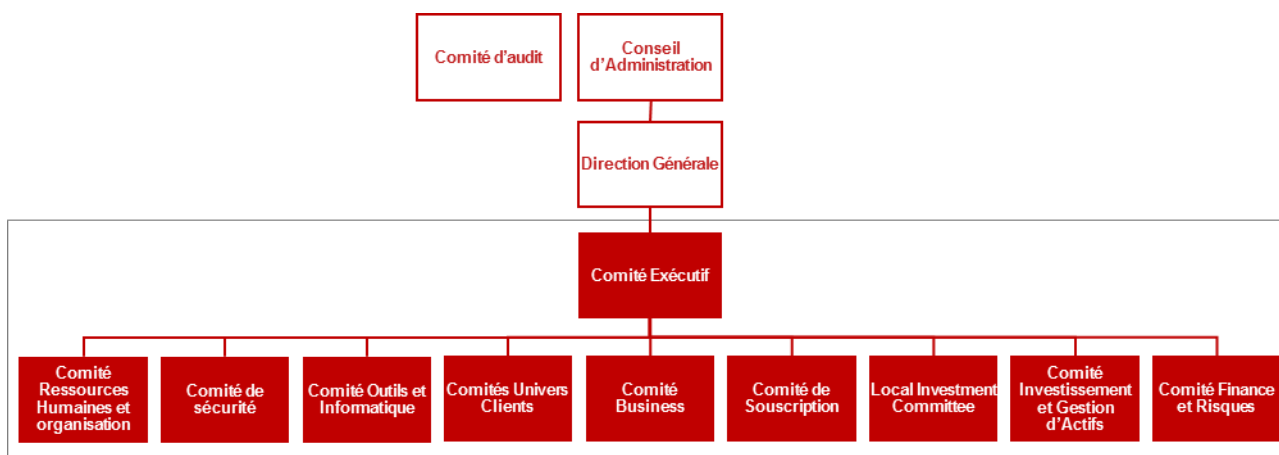 Comité d’audit
Conseil
d’Administration
Direction Générale
Comité Exécutif
Comité
Ressources
Humaines et
organisation
Comité de
sécurité
Comité Outils et
Informatique
Comités Univers
Clients
Comité
Business
Comité de
Souscription
Local Investment
Committee
Comité
Investissement
et Gestion
d’Actifs
Comité Finance
et Risques